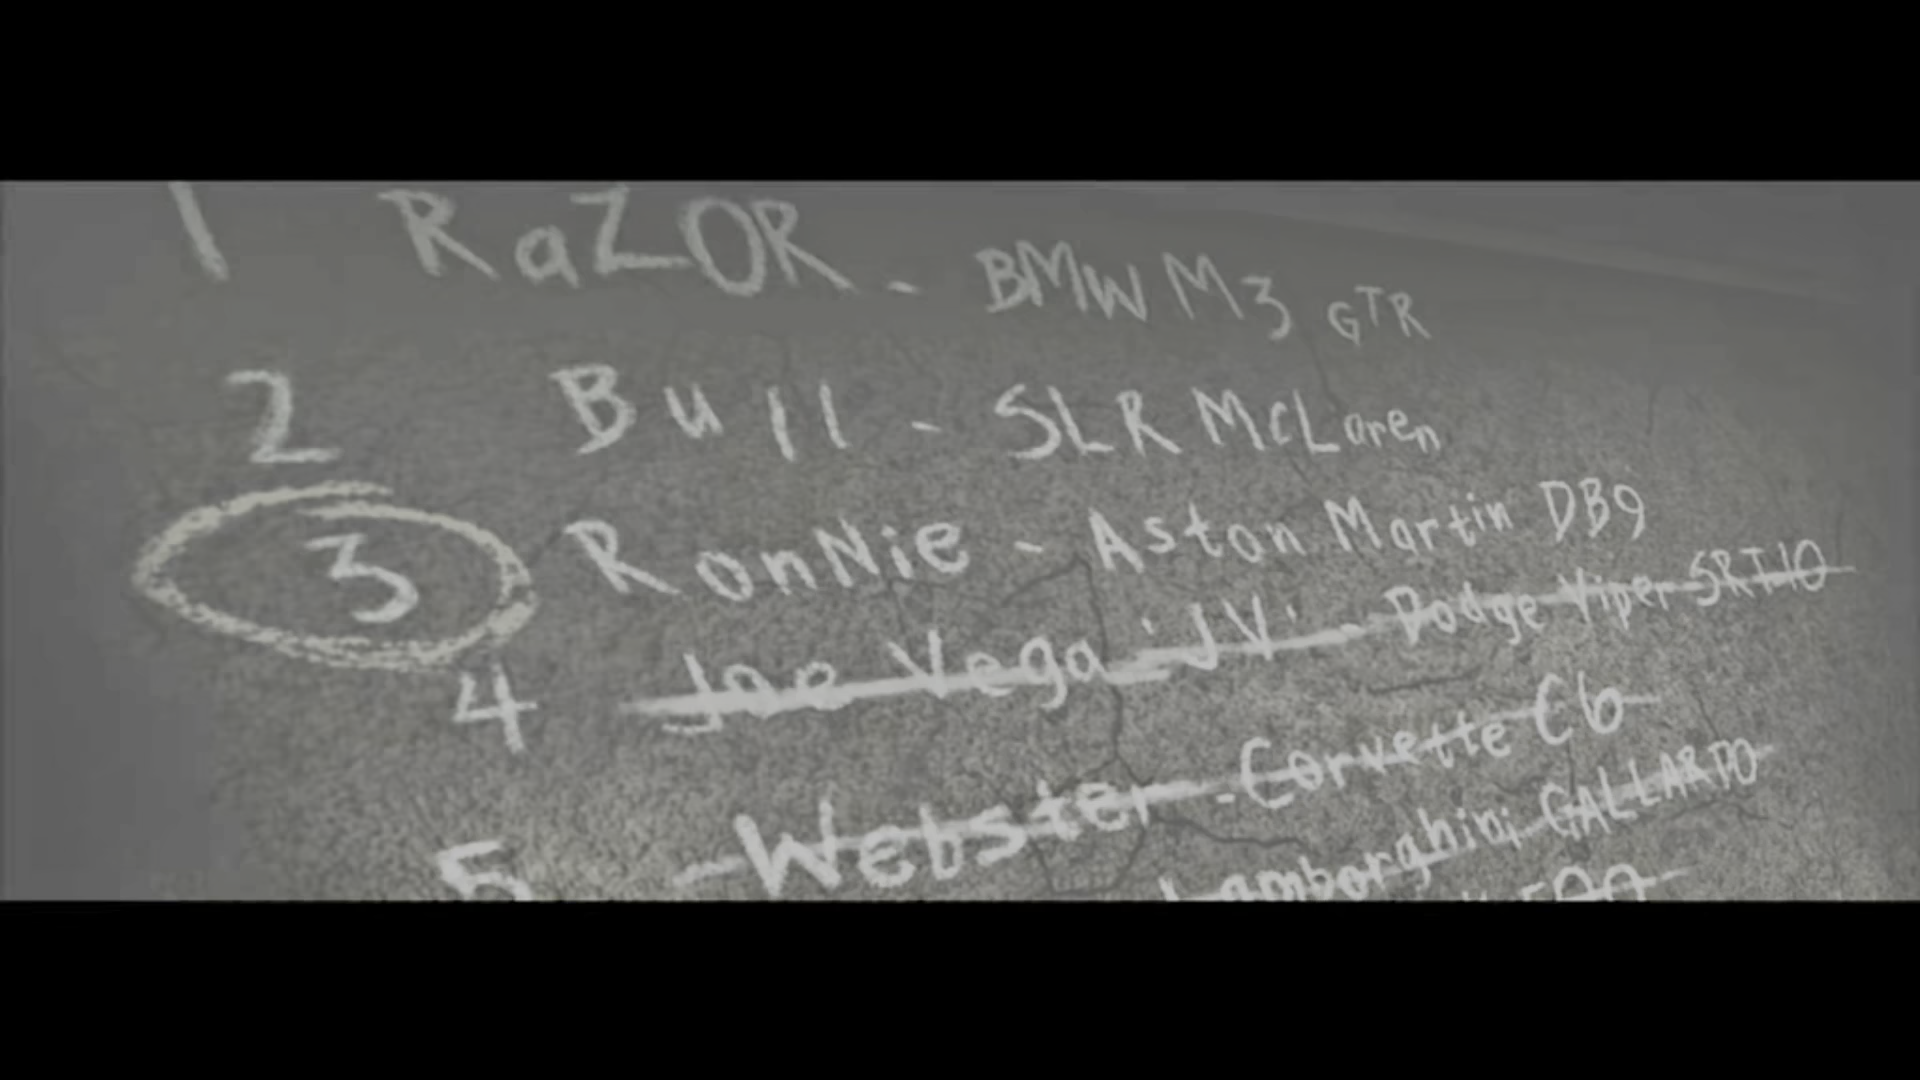 1 RaZOR - BMW M3 GTR
2 Bull - SLR McLaren
3 RonNie - Aston Martin DB9
4 Joe Vega 'JV' - Dodge Viper SRT10
5 Webster - Corvette C6
Lamborghini GALLARDO